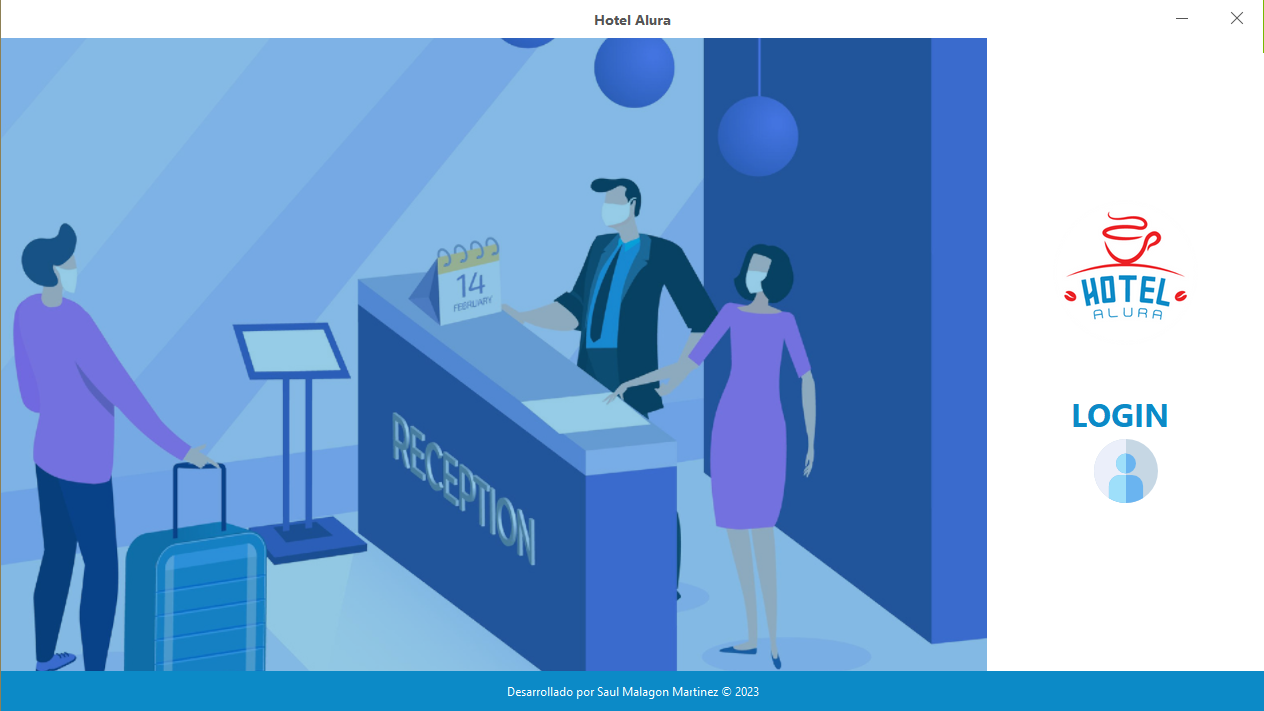 Hotel Alura
14
FEBRUARY
RECEPTION
HOTEL
ALURA
LOGIN
Desarrollado por Saul Malagon Martinez © 2023